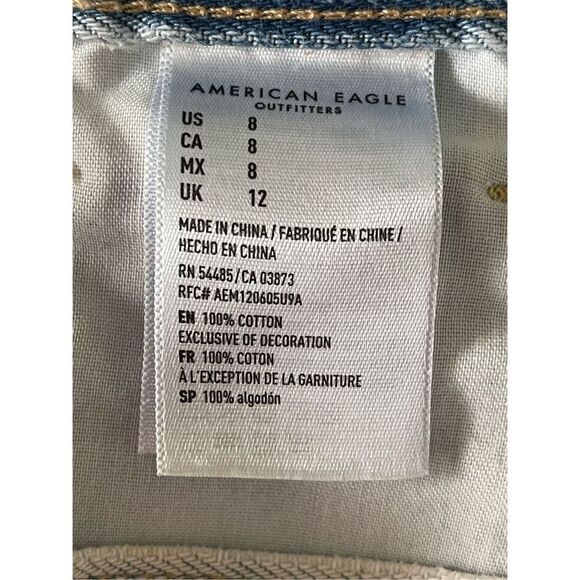 AMERICAN EAGLE
OUTFITTERS
US 8
CA 8
MX 8
UK 12
MADE IN CHINA / FABRIQUÉ EN CHINE /
HECHO EN CHINA
RN 54485/CA 03873
RFC# AEM120605U9A
EN 100% COTTON
EXCLUSIVE OF DECORATION
FR 100% COTON
À L'EXCEPTION DE LA GARNITURE
SP 100% algodón